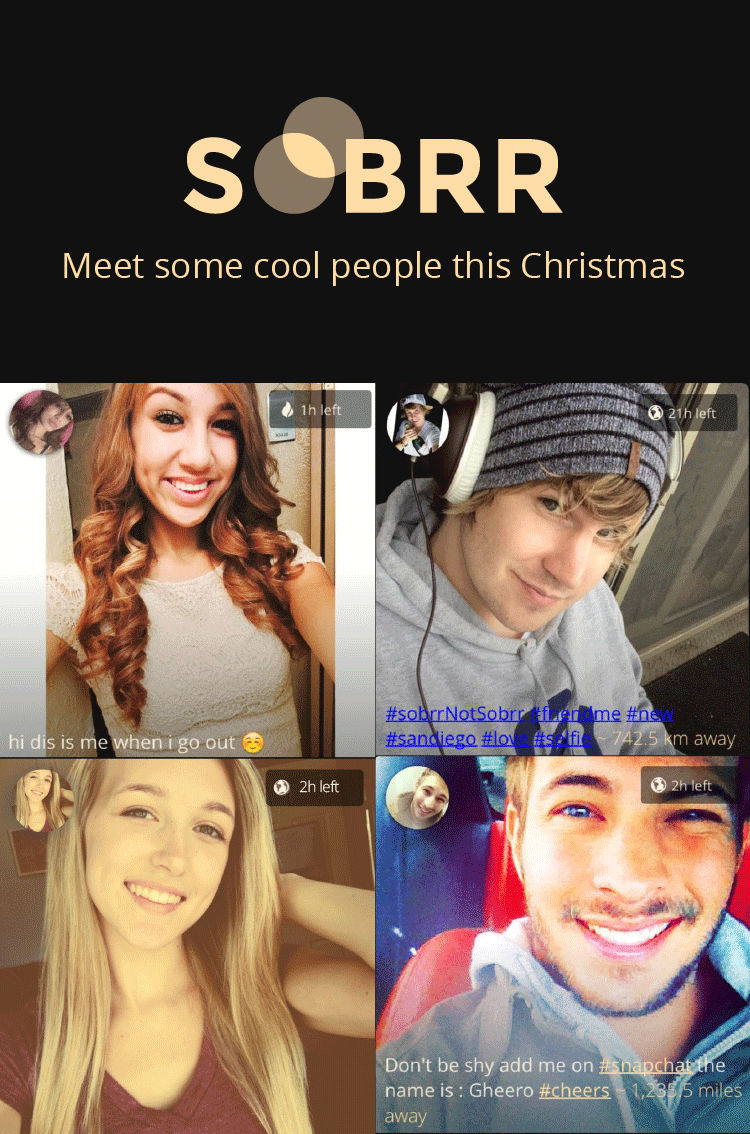 SOBRR
Meet some cool people this Christmas
1h left
21h left
hi dis is me when i go out ☺️
#sobrrNotSobrr #friendme #new
#sandiego #love #selfie ~ 742.5 km away
2h left
2h left
Don't be shy add me on #snapchat the
name is : Gheero #cheers ~ 1,235.5 miles
away